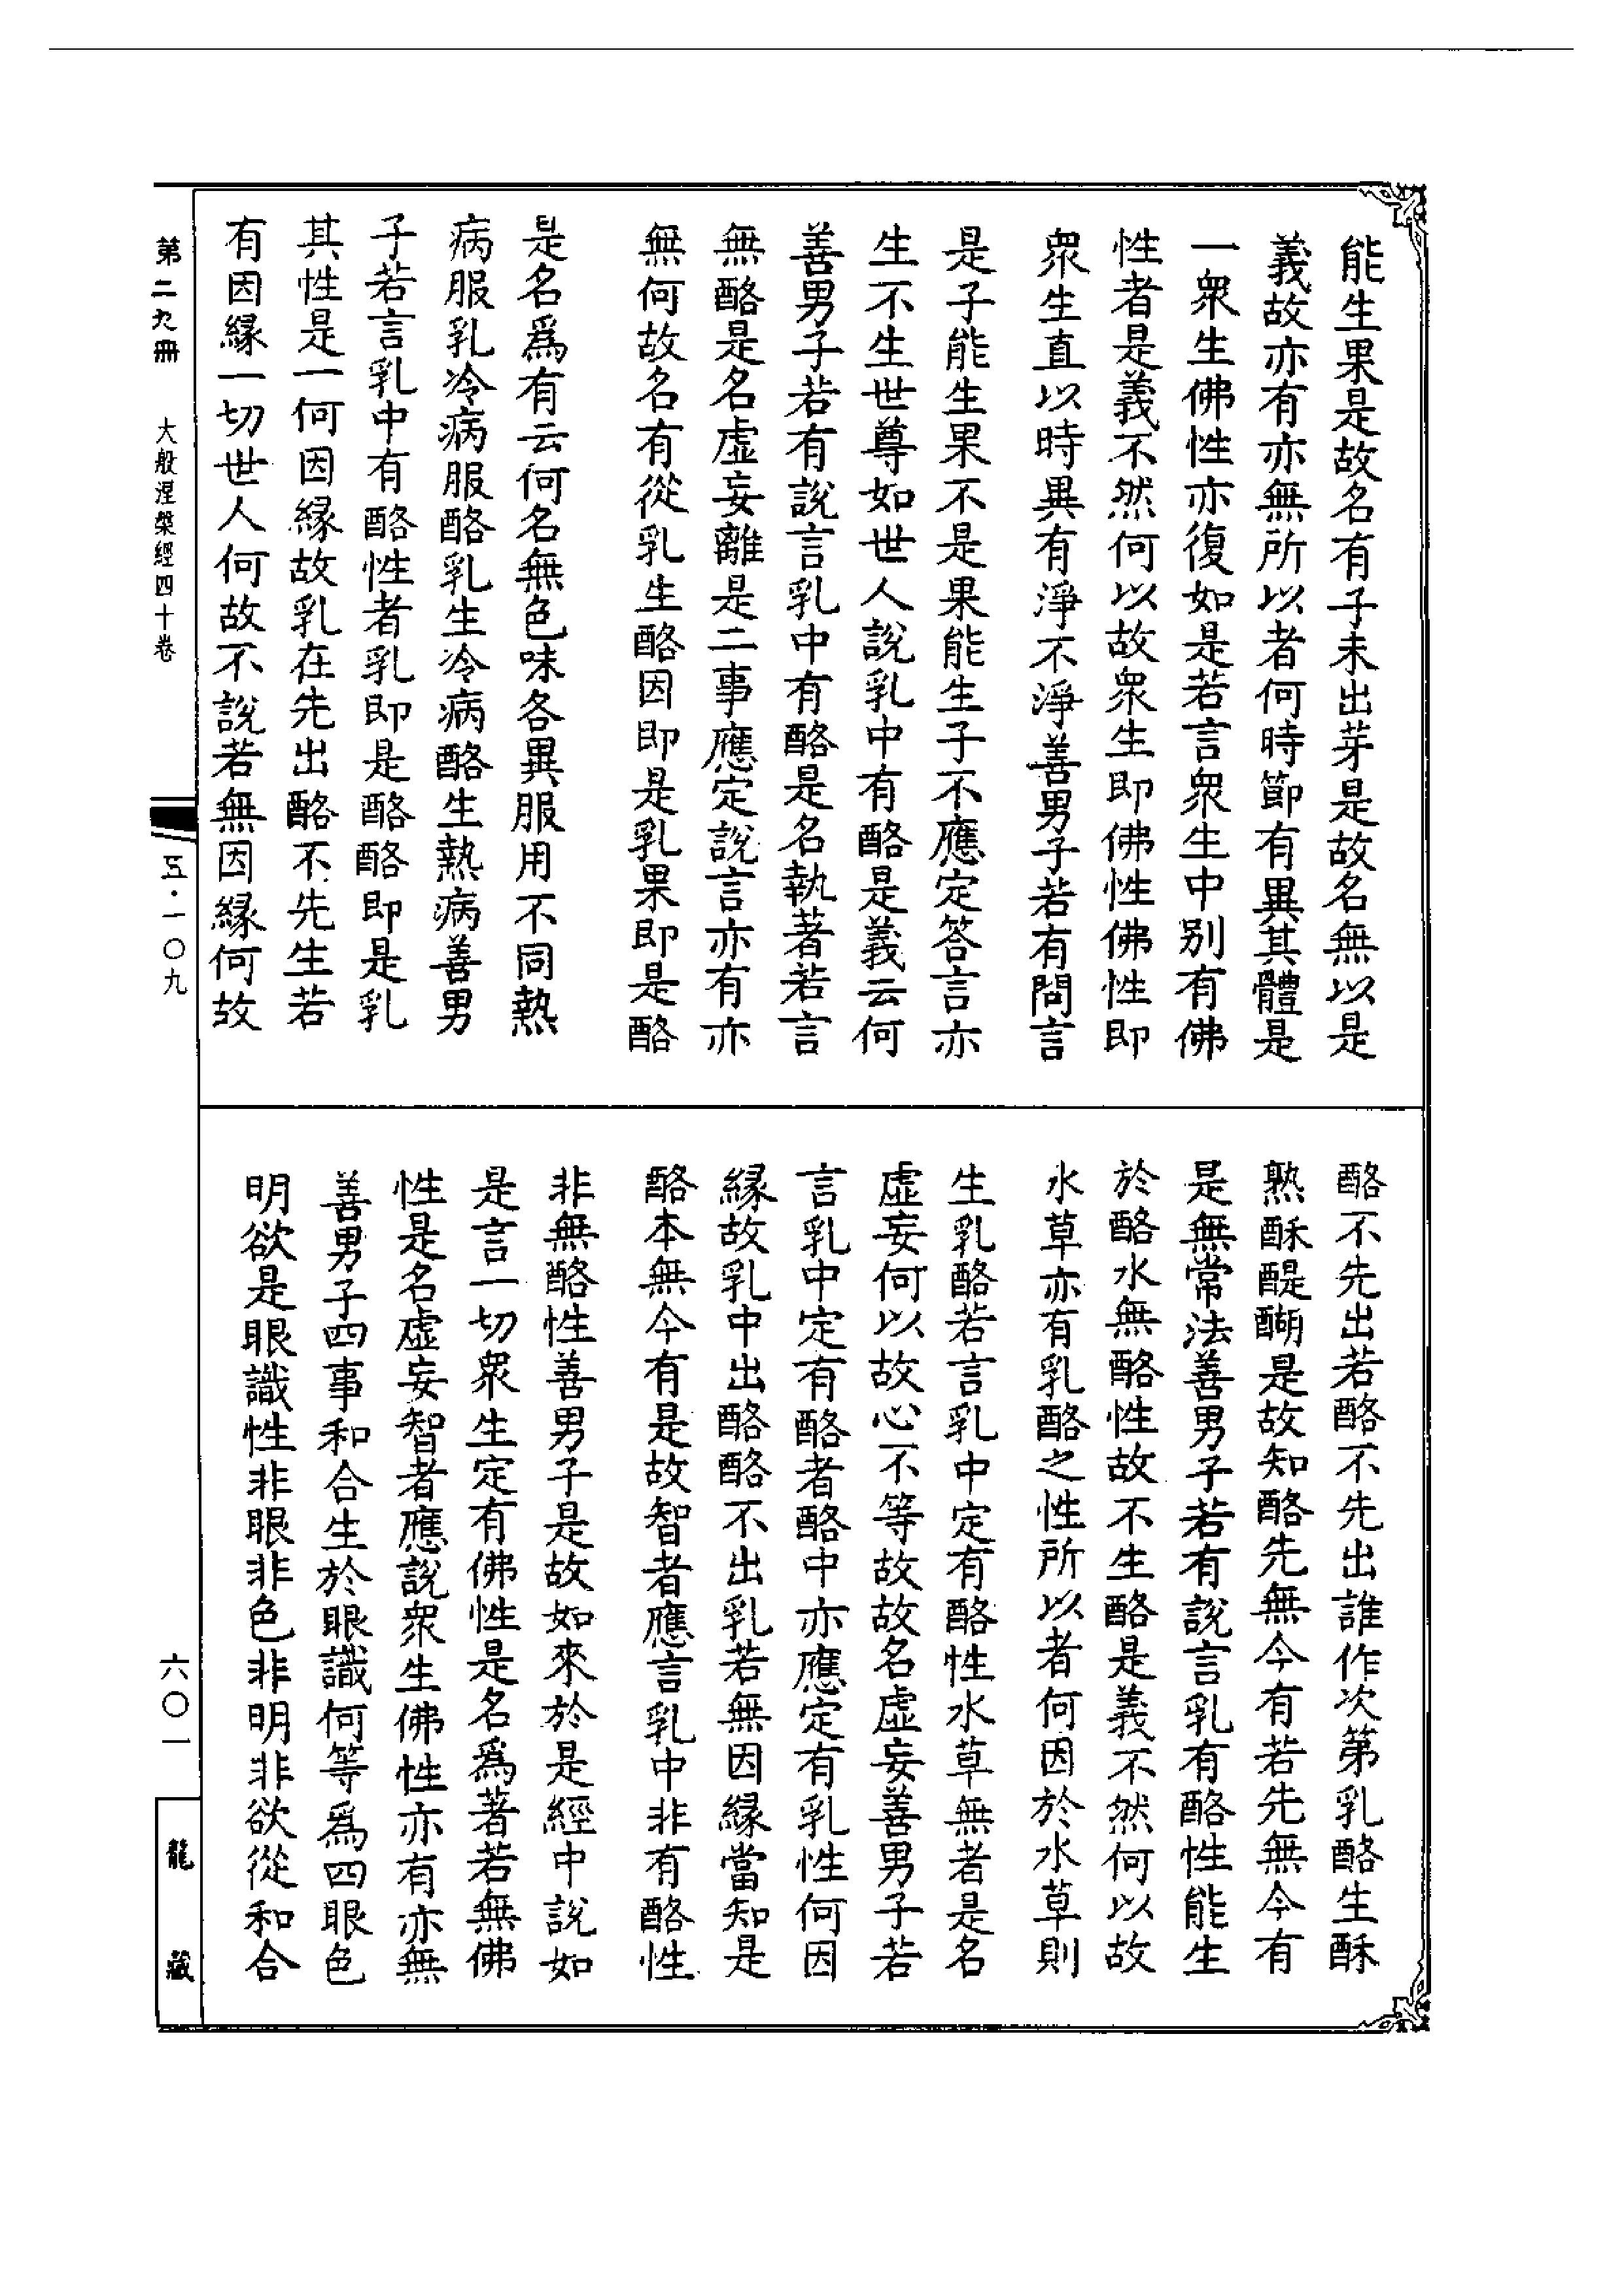 能生果是故名有子未出芽是故名無以是
義故亦有亦無所以者何時節有異其體是
一衆生佛性亦復如是若言衆生中別有佛
性者是義不然何以故衆生即佛性佛性即
衆生直以時異有淨不淨善男子若有問言
是子能生果不是果能生子不應定答言亦
生不生世尊如世人說乳中有酪是義云何
善男子若有說言乳中有酪是名執著若言
無酪是名虛妄離是二事應定說言亦有亦
無何故名有從乳生酪因即是乳果即是酪
是名爲有云何名無色味各異服用不同熱
病服乳冷病服酪乳生冷病酪生熱病善男
子若言乳中有酪性者乳即是酪酪即是乳
其性是一何因緣故乳在先出酪不先生若
有因緣一切世人何故不說若無因緣何故
酪不先出若酪不先出誰作次第乳酪生酥
熟酥醍醐是故知酪先無今有若先無今有
是無常法善男子若有說言乳有酪性能生
於酪水無酪性故不生酪是義不然何以故
水草亦有乳酪之性所以者何因於水草則
生乳酪若言乳中定有酪性水草無者是名
虛妄何以故心不等故故名虛妄善男子若
言乳中定有酪者酪中亦應定有乳性何因
緣故乳中出酪酪不出乳若無因緣當知是
酪本無今有是故智者應言乳中非有酪性
非無酪性善男子是故如來於是經中說如
是言一切衆生定有佛性是名爲著若無佛
性是名虛妄智者應說衆生佛性亦有亦無
善男子四事和合生於眼識何等爲四眼色
明欲是眼識性非眼非色非明非欲從和合
第二九冊
大般涅槃經四十卷
五·一〇九
六〇一
龍藏